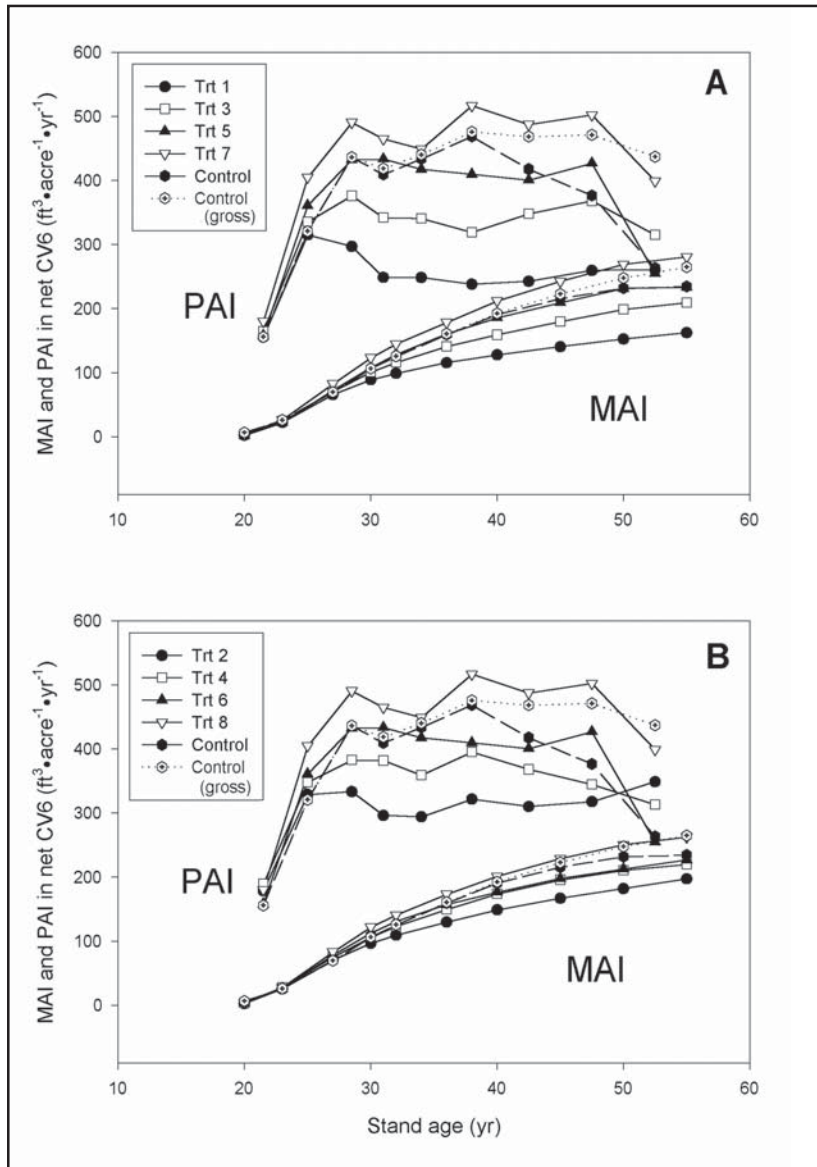 A
600
500
400
300
200
100
0
MAI and PAI in net CV6 (ft³•acre⁻¹•yr⁻¹)
Trt 1
Trt 3
Trt 5
Trt 7
Control
Control
(gross)
PAI
MAI
10 20 30 40 50 60
B
600
500
400
300
200
100
0
MAI and PAI in net CV6 (ft³•acre⁻¹•yr⁻¹)
Trt 2
Trt 4
Trt 6
Trt 8
Control
Control
(gross)
PAI
MAI
10 20 30 40 50 60
Stand age (yr)